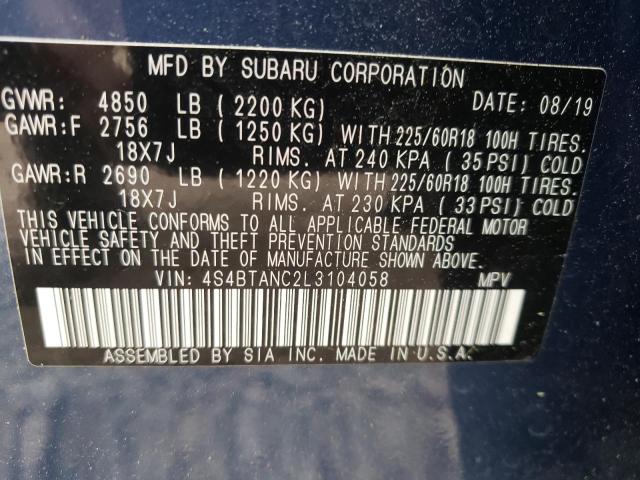 MFD BY SUBARU CORPORATION
GVWR: 4850 LB ( 2200 KG) DATE: 08/19
GAWR:F 2756 LB ( 1250 KG) WITH 225/60R18 100H TIRES.
18X7J RIMS. AT 240 KPA ( 35 PSI) COLD
GAWR:R 2690 LB ( 1220 KG) WITH 225/60R18 100H TIRES.
18X7J RIMS. AT 230 KPA ( 33 PSI) COLD
THIS VEHICLE CONFORMS TO ALL APPLICABLE FEDERAL MOTOR
VEHICLE SAFETY AND THEFT PREVENTION STANDARDS
IN EFFECT ON THE DATE OF MANUFACTURE SHOWN ABOVE.
VIN: 4S4BTANC2L3104058 MPV
ASSEMBLED BY SIA INC. MADE IN U.S.A.